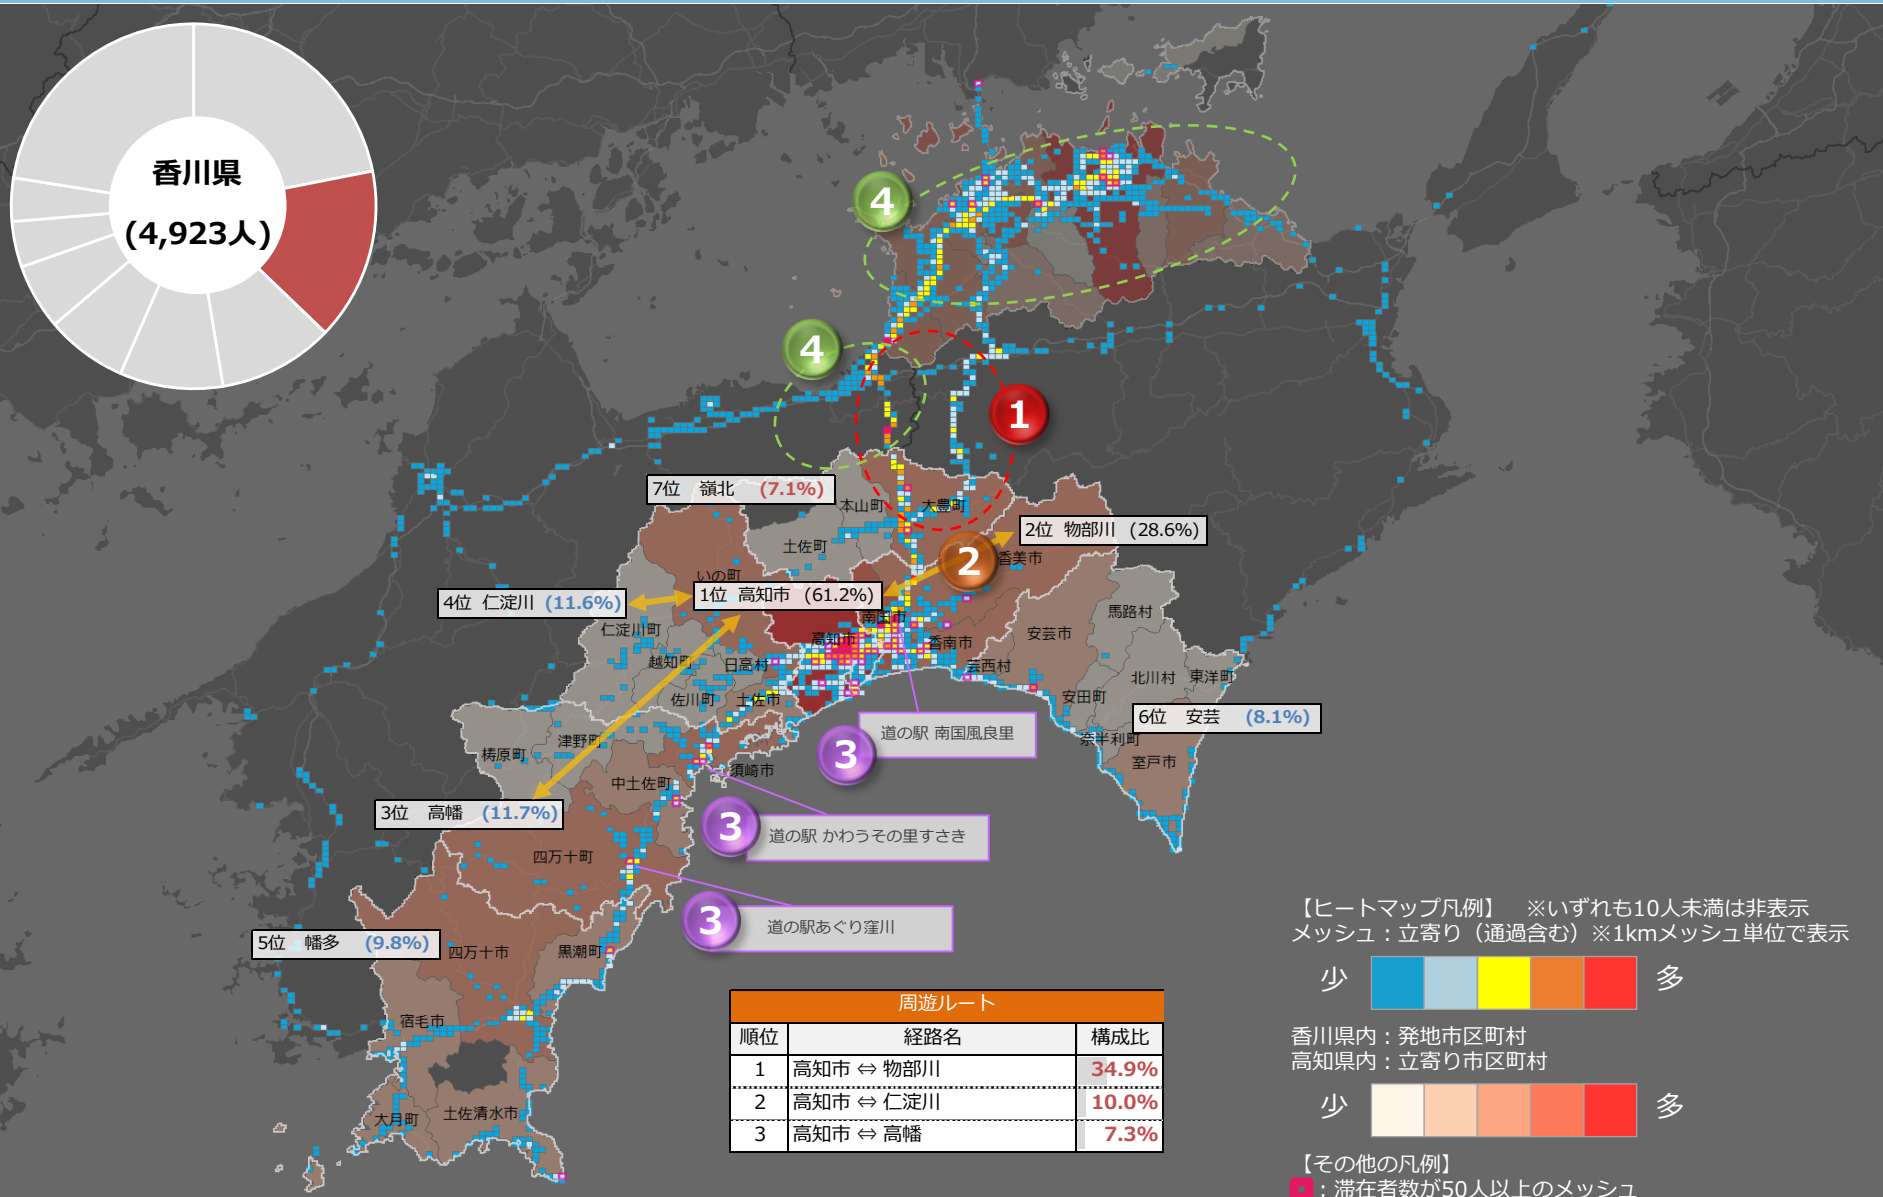 香川県
(4,923人)
4
4
1
7位 嶺北 (7.1%)
本山町
大豊町
2位 物部川 (28.6%)
土佐町
2
香美市
いの町
4位 仁淀川 (11.6%)
1位 高知市 (61.2%)
馬路村
南国市
仁淀川町
高知市
香南市
安芸市
越知町
日高村
芸西村
北川村
東洋町
佐川町
土佐市
安田町
6位 安芸 (8.1%)
道の駅 南国風良里
3
奈半利町
津野町
梼原町
室戸市
須崎市
中土佐町
3位 高幡 (11.7%)
3
道の駅 かわうその里すさき
四万十町
3
道の駅あぐり窪川
5位 幡多 (9.8%)
四万十市
黒潮町
宿毛市
大月町
土佐清水市
周遊ルート
順位 経路名 構成比
1 高知市 ⇔ 物部川 34.9%
2 高知市 ⇔ 仁淀川 10.0%
3 高知市 ⇔ 高幡 7.3%
【ヒートマップ凡例】 ※いずれも10人未満は非表示
メッシュ：立寄り（通過含む）※1kmメッシュ単位で表示
少 多
香川県内：発地市区町村
高知県内：立寄り市区町村
少 多
【その他の凡例】
：滞在者数が50人以上のメッシュ